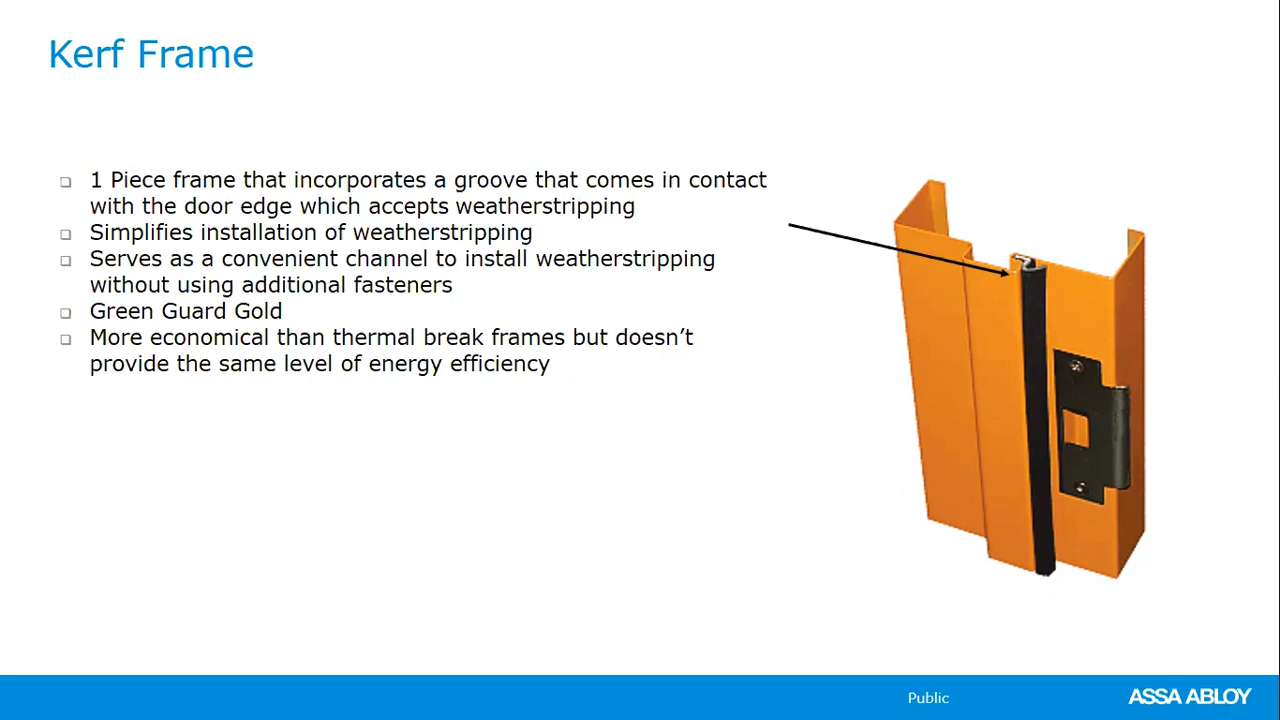 Kerf Frame
1 Piece frame that incorporates a groove that comes in contact
with the door edge which accepts weatherstripping
Simplifies installation of weatherstripping
Serves as a convenient channel to install weatherstripping
without using additional fasteners
Green Guard Gold
More economical than thermal break frames but doesn’t
provide the same level of energy efficiency
Public
ASSA ABLOY